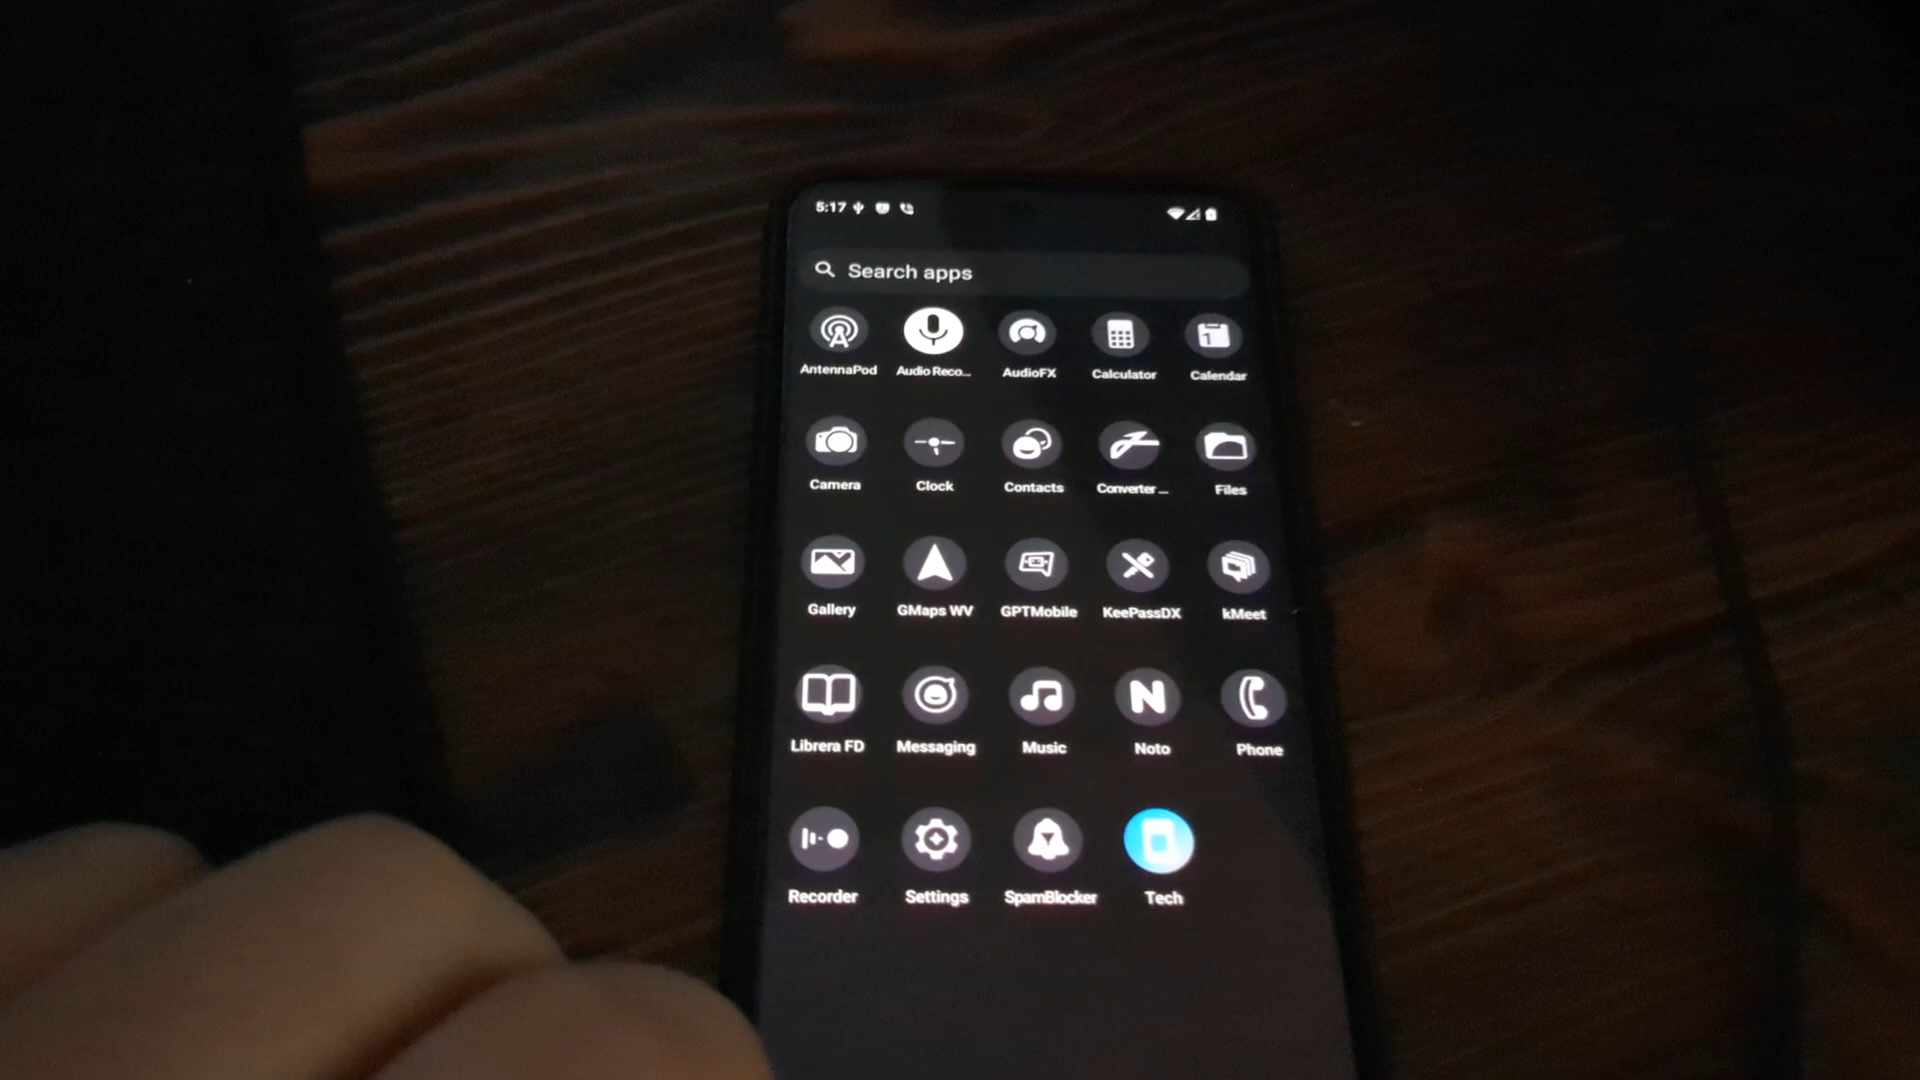 5:17
Search apps
AntennaPod Audio Reco... AudioFX Calculator Calendar
1
Camera Clock Contacts Converter ... Files
Gallery GMaps WV GPTMobile KeePassDX kMeet
N
Librera FD Messaging Music Noto Phone
Recorder Settings SpamBlocker Tech